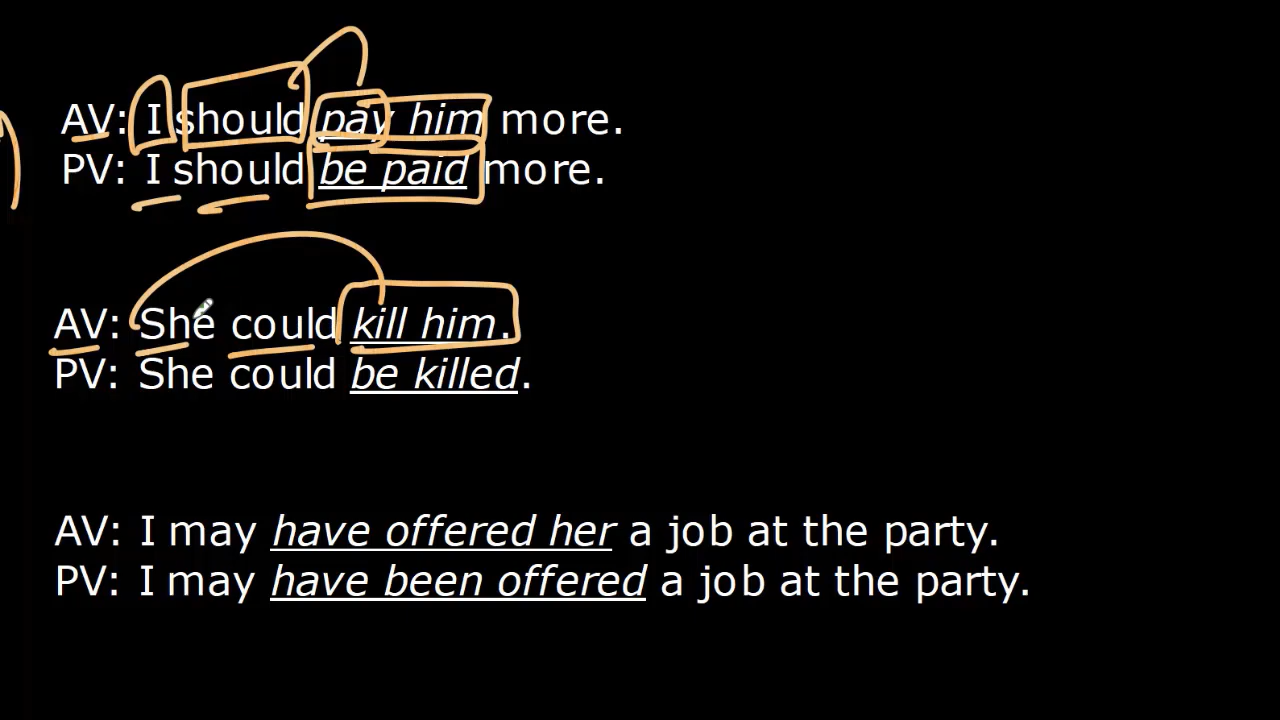 AV: I should pay him more.
PV: I should be paid more.
AV: She could kill him.
PV: She could be killed.
AV: I may have offered her a job at the party.
PV: I may have been offered a job at the party.